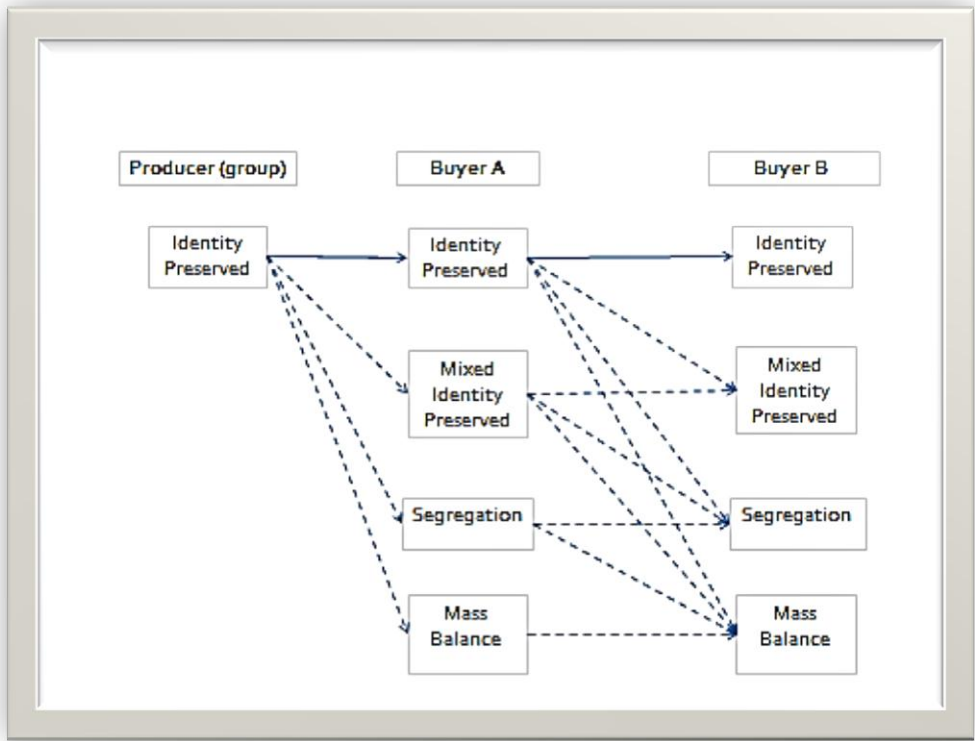 Producer (group)
Buyer A
Buyer B
Identity
Preserved
Identity
Preserved
Identity
Preserved
Mixed
Identity
Preserved
Mixed
Identity
Preserved
Segregation
Segregation
Mass
Balance
Mass
Balance